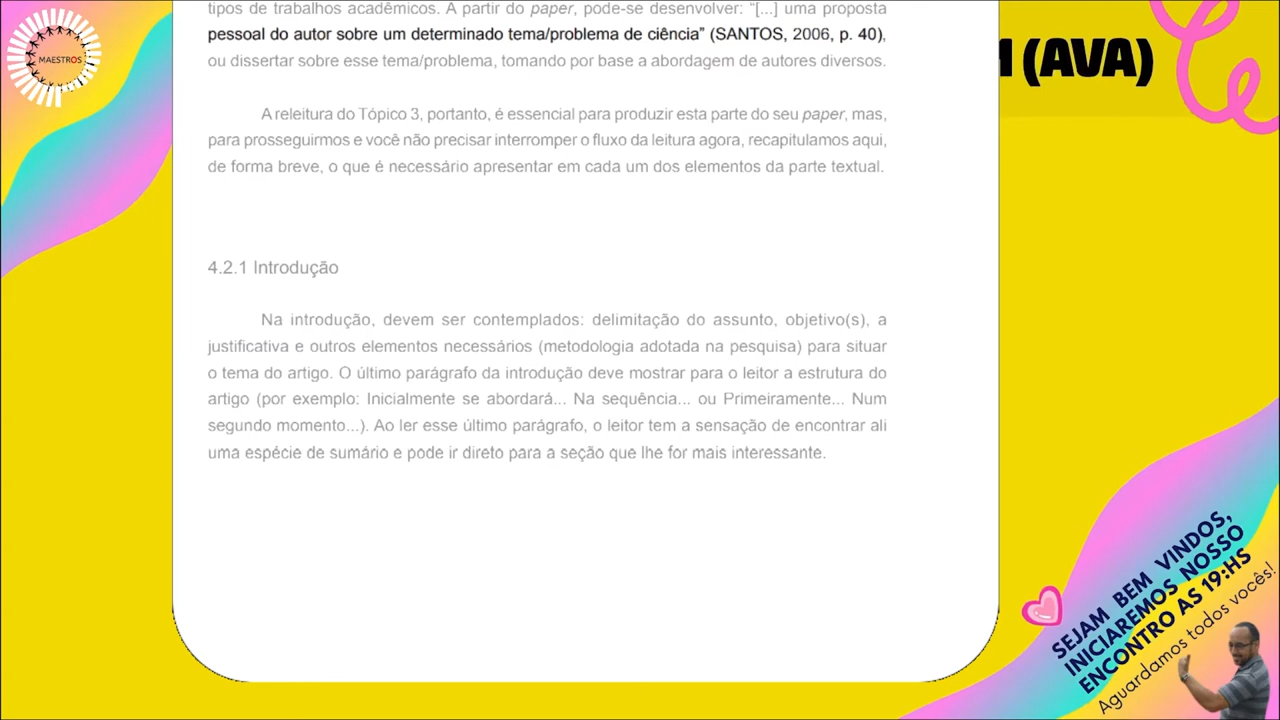 MAESTROS
tipos de trabalhos acadêmicos. A partir do paper, pode-se desenvolver: “[...] uma proposta
pessoal do autor sobre um determinado tema/problema de ciência” (SANTOS, 2006, p. 40),
ou dissertar sobre esse tema/problema, tomando por base a abordagem de autores diversos.
(AVA)
A releitura do Tópico 3, portanto, é essencial para produzir esta parte do seu paper, mas,
para prosseguirmos e você não precisar interromper o fluxo da leitura agora, recapitulamos aqui,
de forma breve, o que é necessário apresentar em cada um dos elementos da parte textual.
4.2.1 Introdução
Na introdução, devem ser contemplados: delimitação do assunto, objetivo(s), a
justificativa e outros elementos necessários (metodologia adotada na pesquisa) para situar
o tema do artigo. O último parágrafo da introdução deve mostrar para o leitor a estrutura do
artigo (por exemplo: Inicialmente se abordará... Na sequência... ou Primeiramente... Num
segundo momento...). Ao ler esse último parágrafo, o leitor tem a sensação de encontrar ali
uma espécie de sumário e pode ir direto para a seção que lhe for mais interessante.
SEJAM BEM VINDOS,
INICIAREMOS NOSSO
ENCONTRO AS 19:HS
Aguardamos todos vocês!